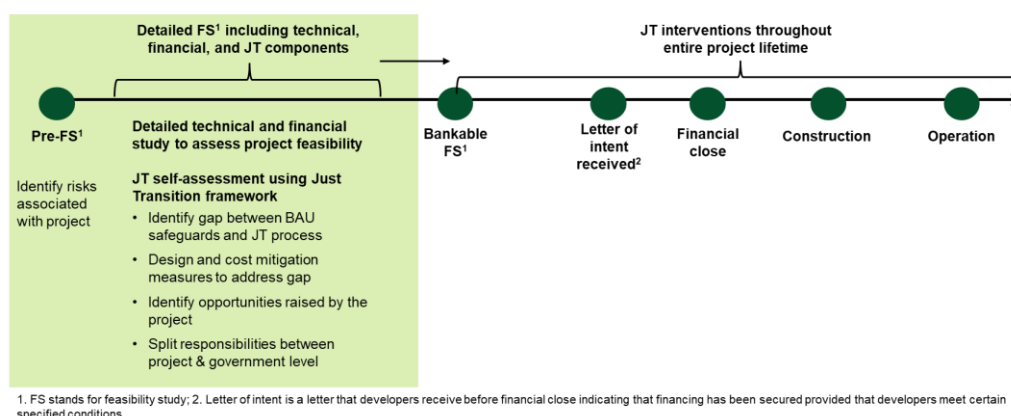 Detailed FS1 including technical,
financial, and JT components
JT interventions throughout
entire project lifetime
Pre-FS1
Identify risks
associated
with project
Detailed technical and financial
study to assess project feasibility
JT self-assessment using Just
Transition framework
• Identify gap between BAU
safeguards and JT process
• Design and cost mitigation
measures to address gap
• Identify opportunities raised by the
project
• Split responsibilities between
project & government level
Bankable
FS1
Letter of
intent
received2
Financial
close
Construction
Operation
1. FS stands for feasibility study; 2. Letter of intent is a letter that developers receive before financial close indicating that financing has been secured provided that developers meet certain
specified conditions